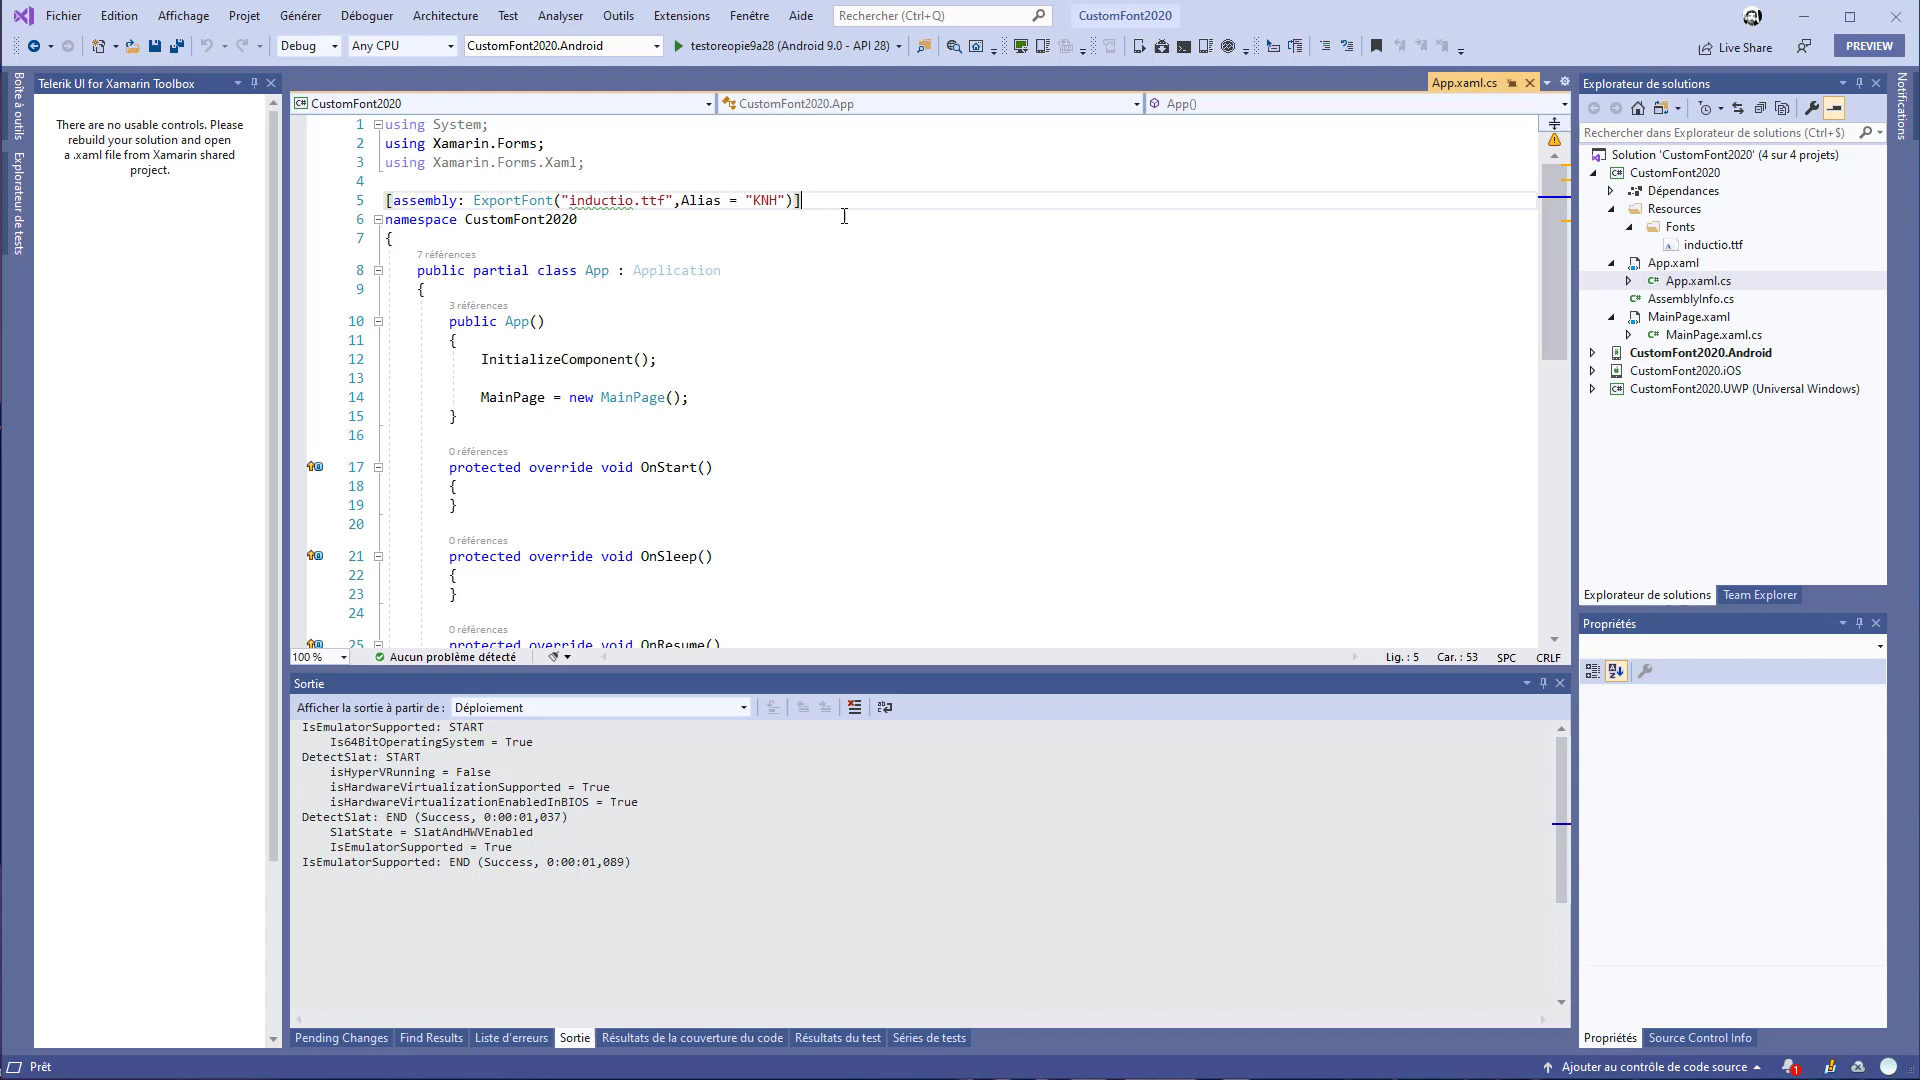 Fichier Edition Affichage Projet Générer Déboguer Architecture Test Analyser Outils Extensions Fenêtre Aide Rechercher (Ctrl+Q) CustomFont2020
Debug Any CPU CustomFont2020.Android testoreopie9a28 (Android 9.0 - API 28) Live Share PREVIEW
Boîte à outils
Explorateur de tests
Telerik UI for Xamarin Toolbox
There are no usable controls. Please
rebuild your solution and open
a .xaml file from Xamarin shared
project.
App.xaml.cs
CustomFont2020 CustomFont2020.App App()
1 using System;
2 using Xamarin.Forms;
3 using Xamarin.Forms.Xaml;
4
5 [assembly: ExportFont("inductio.ttf",Alias = "KNH")]
6 namespace CustomFont2020
7 {
7 références
8 public partial class App : Application
9 {
3 références
10 public App()
11 {
12 InitializeComponent();
13
14 MainPage = new MainPage();
15 }
16
0 références
17 protected override void OnStart()
18 {
19 }
20
0 références
21 protected override void OnSleep()
22 {
23 }
24
0 références
25 protected override void OnResume()
100 % Aucun problème détecté Lig. : 5 Car. : 53 SPC CRLF
Sortie
Afficher la sortie à partir de : Déploiement
IsEmulatorSupported: START
Is64BitOperatingSystem = True
DetectSlat: START
isHyperVRunning = False
isHardwareVirtualizationSupported = True
isHardwareVirtualizationEnabledInBIOS = True
DetectSlat: END (Success, 0:00:01,037)
SlatState = SlatAndHWVEnabled
IsEmulatorSupported = True
IsEmulatorSupported: END (Success, 0:00:01,089)
Pending Changes Find Results Liste d'erreurs Sortie Résultats de la couverture du code Résultats du test Séries de tests
Explorateur de solutions
Rechercher dans Explorateur de solutions (Ctrl+$)
Solution 'CustomFont2020' (4 sur 4 projets)
CustomFont2020
Dépendances
Resources
Fonts
inductio.ttf
App.xaml
App.xaml.cs
AssemblyInfo.cs
MainPage.xaml
MainPage.xaml.cs
CustomFont2020.Android
CustomFont2020.iOS
CustomFont2020.UWP (Universal Windows)
Explorateur de solutions Team Explorer
Propriétés
Propriétés Source Control Info
Notifications
Prêt Ajouter au contrôle de code source 1